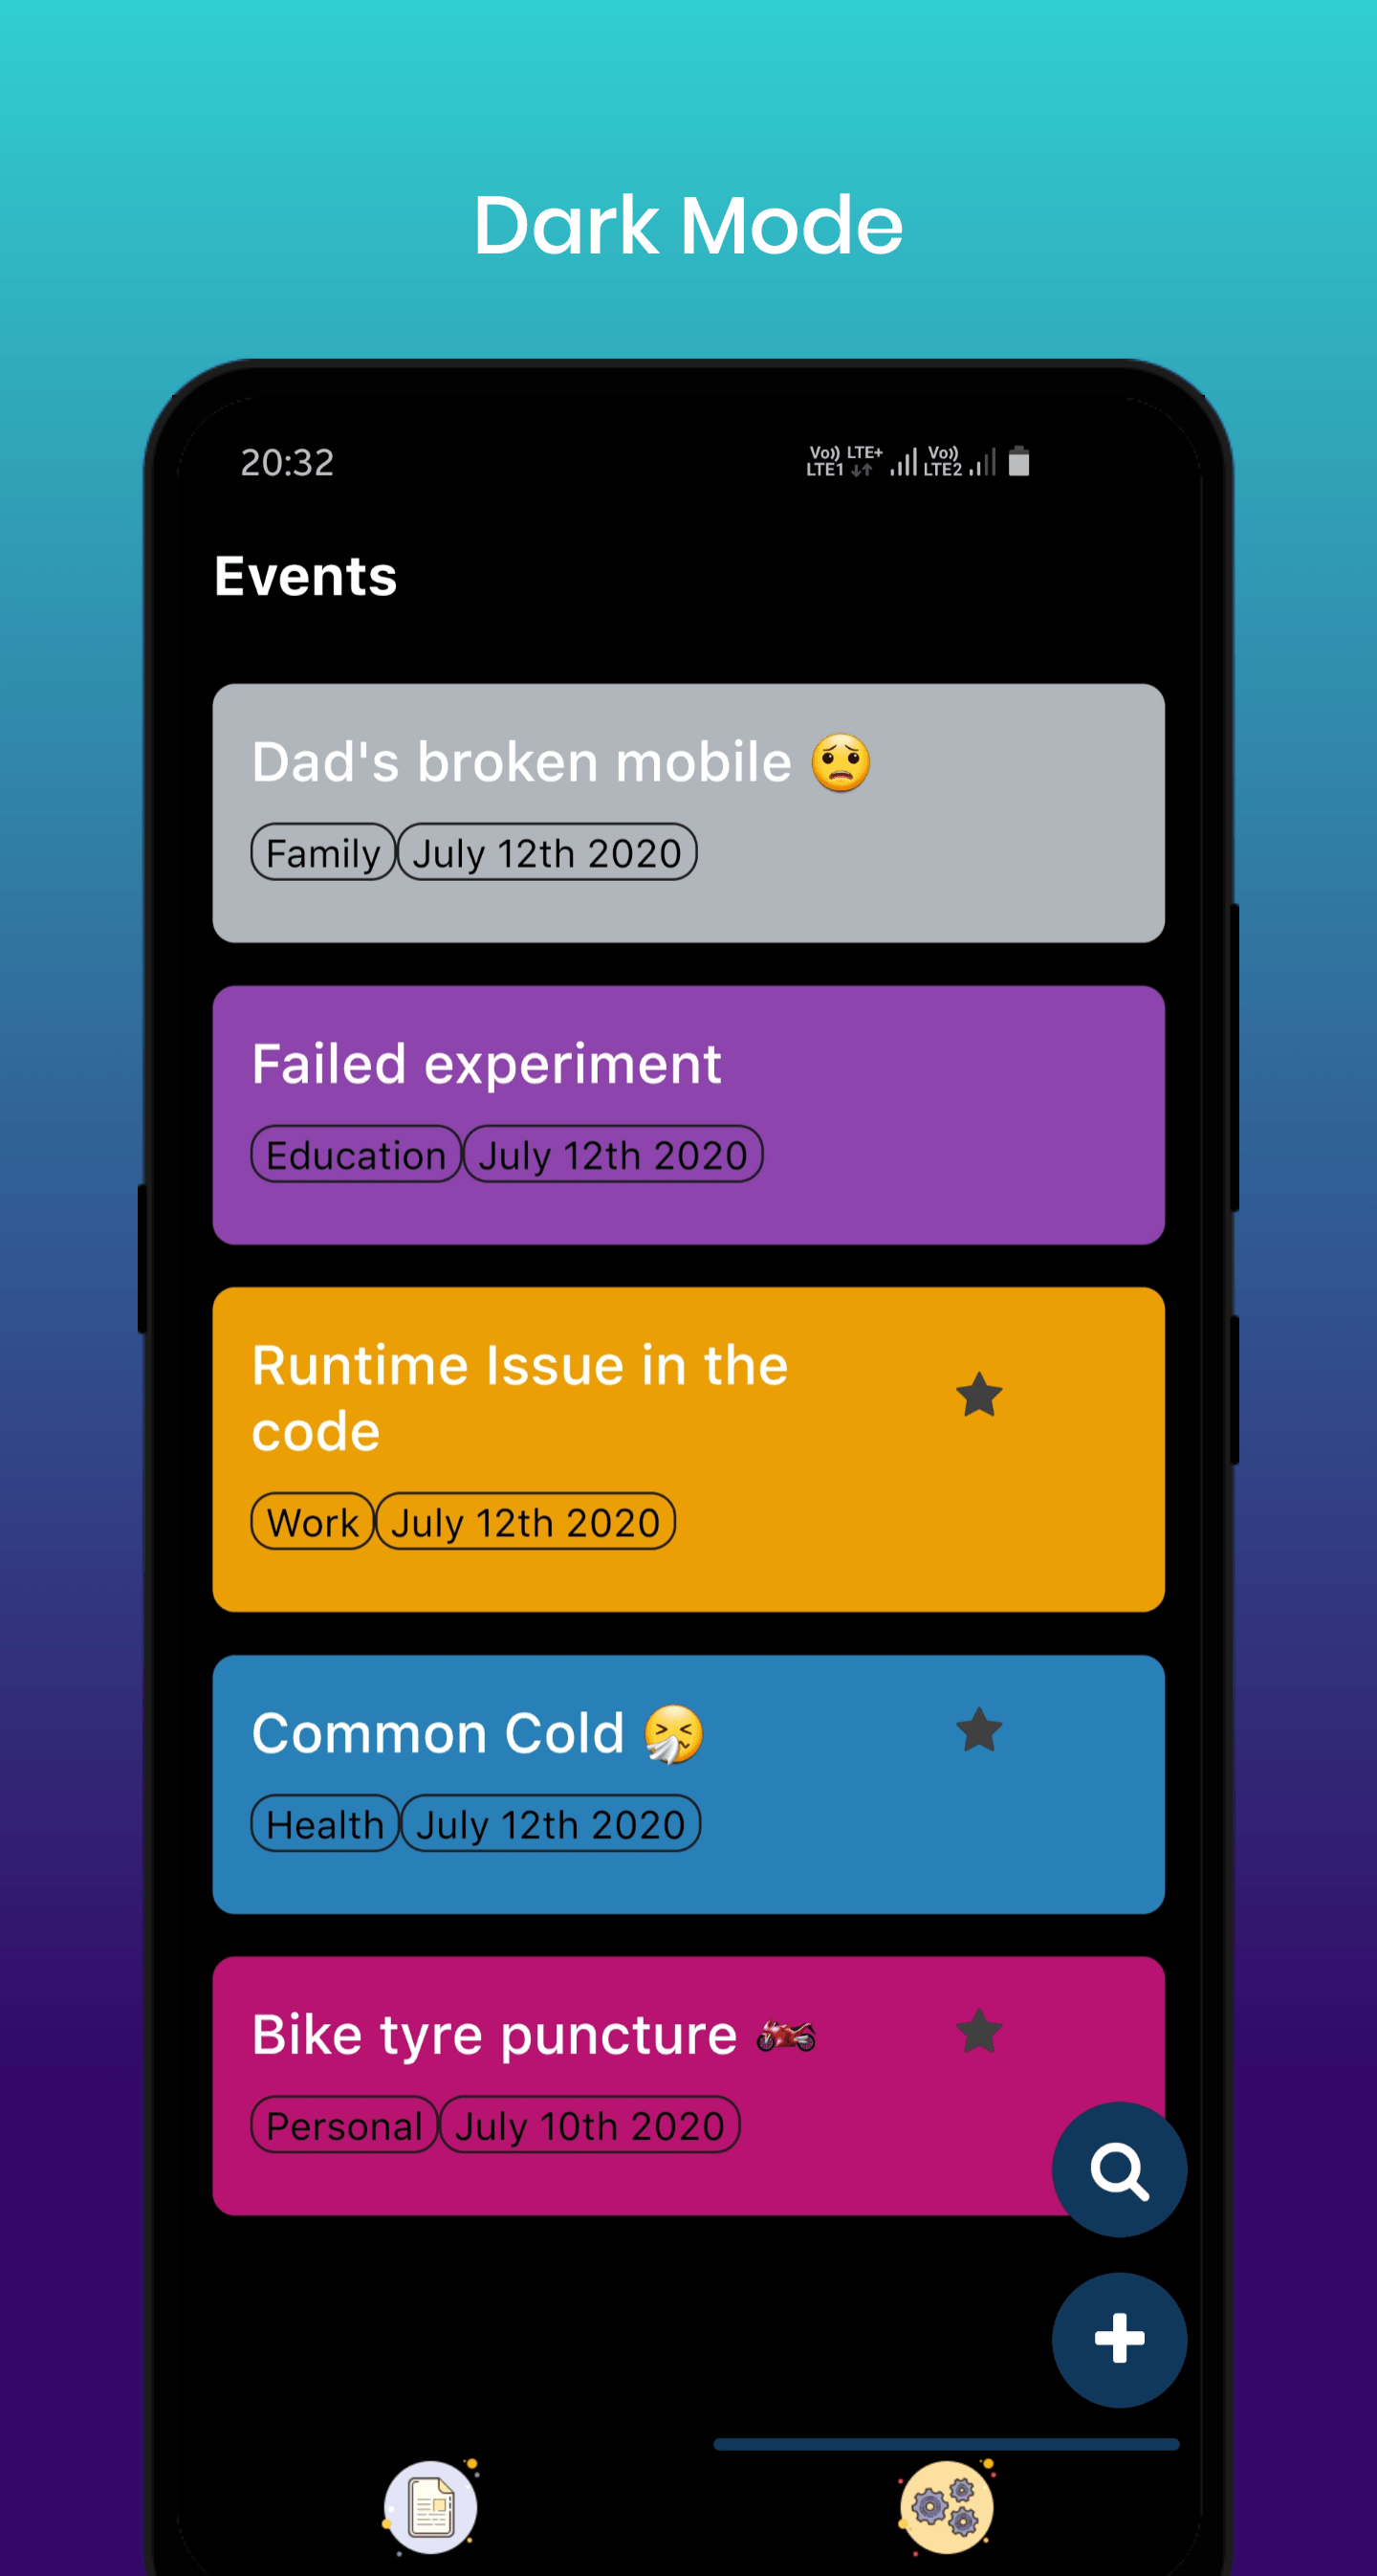 Dark Mode
20:32 Vo)) LTE+ Vo))
LTE1 LTE2
Events
Dad's broken mobile 😟
Family July 12th 2020
Failed experiment
Education July 12th 2020
Runtime Issue in the
code
Work July 12th 2020
Common Cold 🤧
Health July 12th 2020
Bike tyre puncture 🏍️
Personal July 10th 2020